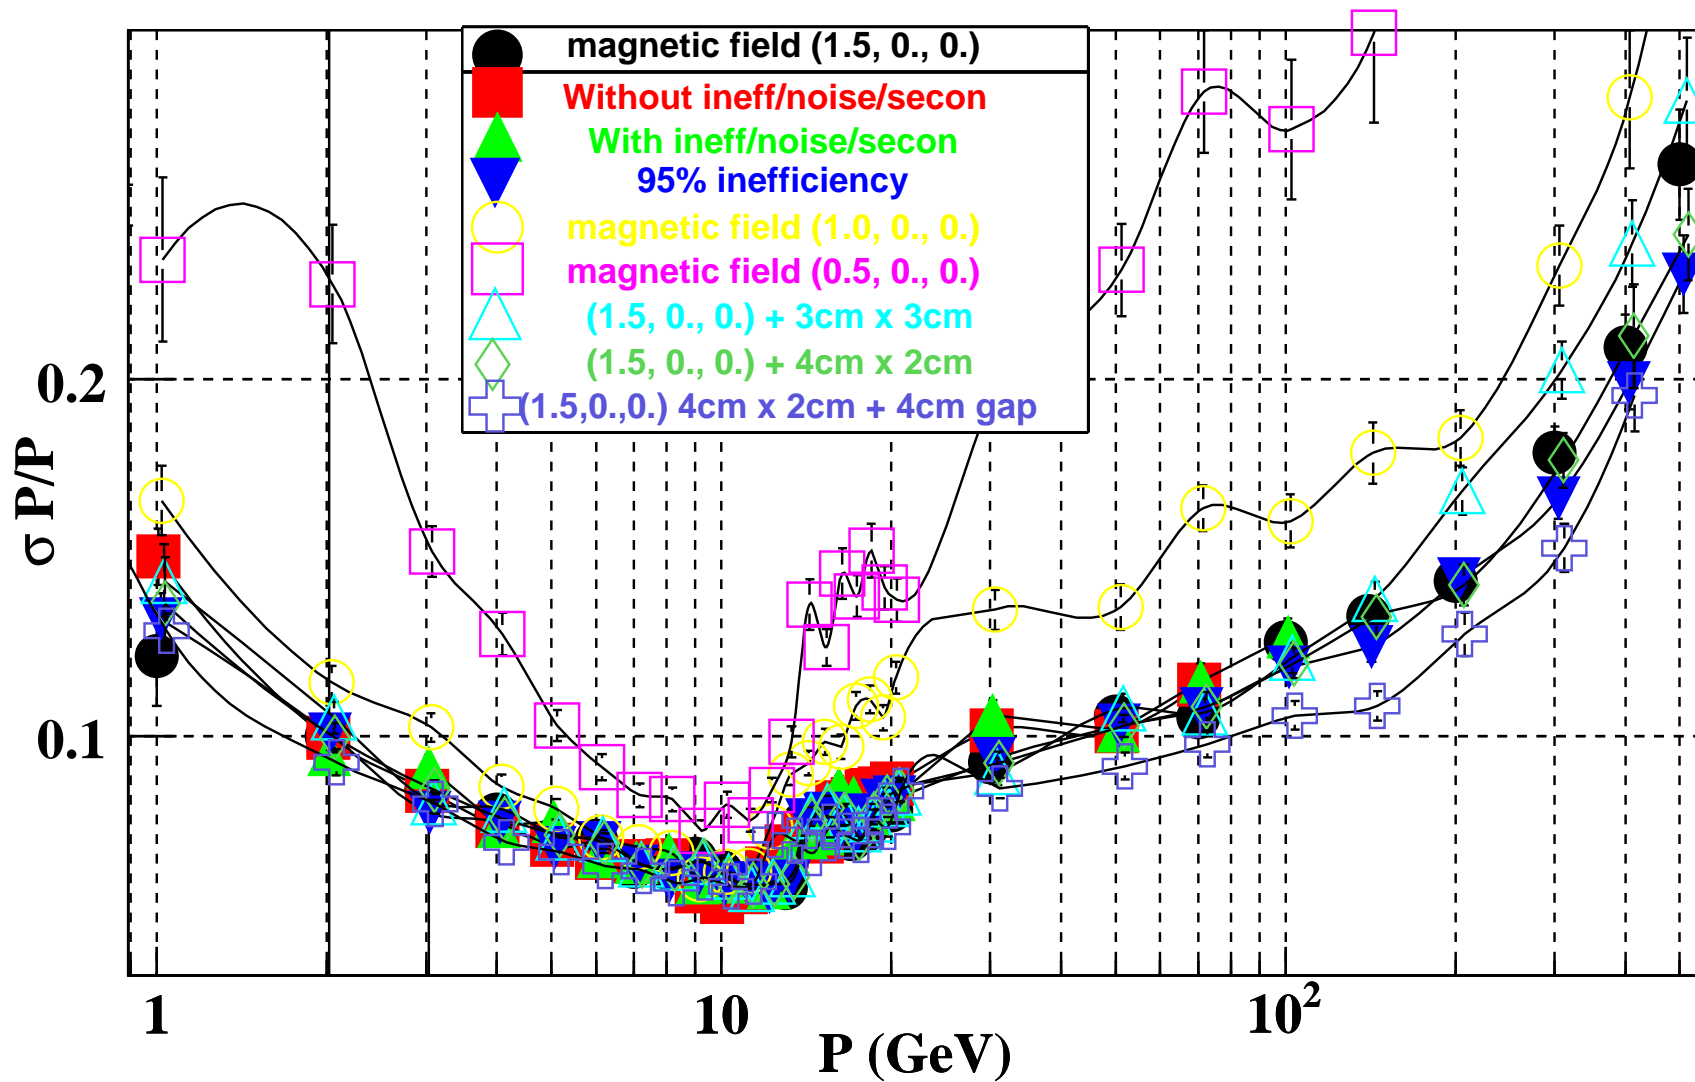 magnetic field (1.5, 0., 0.)
Without ineff/noise/secon
With ineff/noise/secon
95% inefficiency
magnetic field (1.0, 0., 0.)
magnetic field (0.5, 0., 0.)
(1.5, 0., 0.) + 3cm x 3cm
(1.5, 0., 0.) + 4cm x 2cm
(1.5,0.,0.) 4cm x 2cm + 4cm gap
0.2
0.1
σ P/P
1 10 10²
P (GeV)